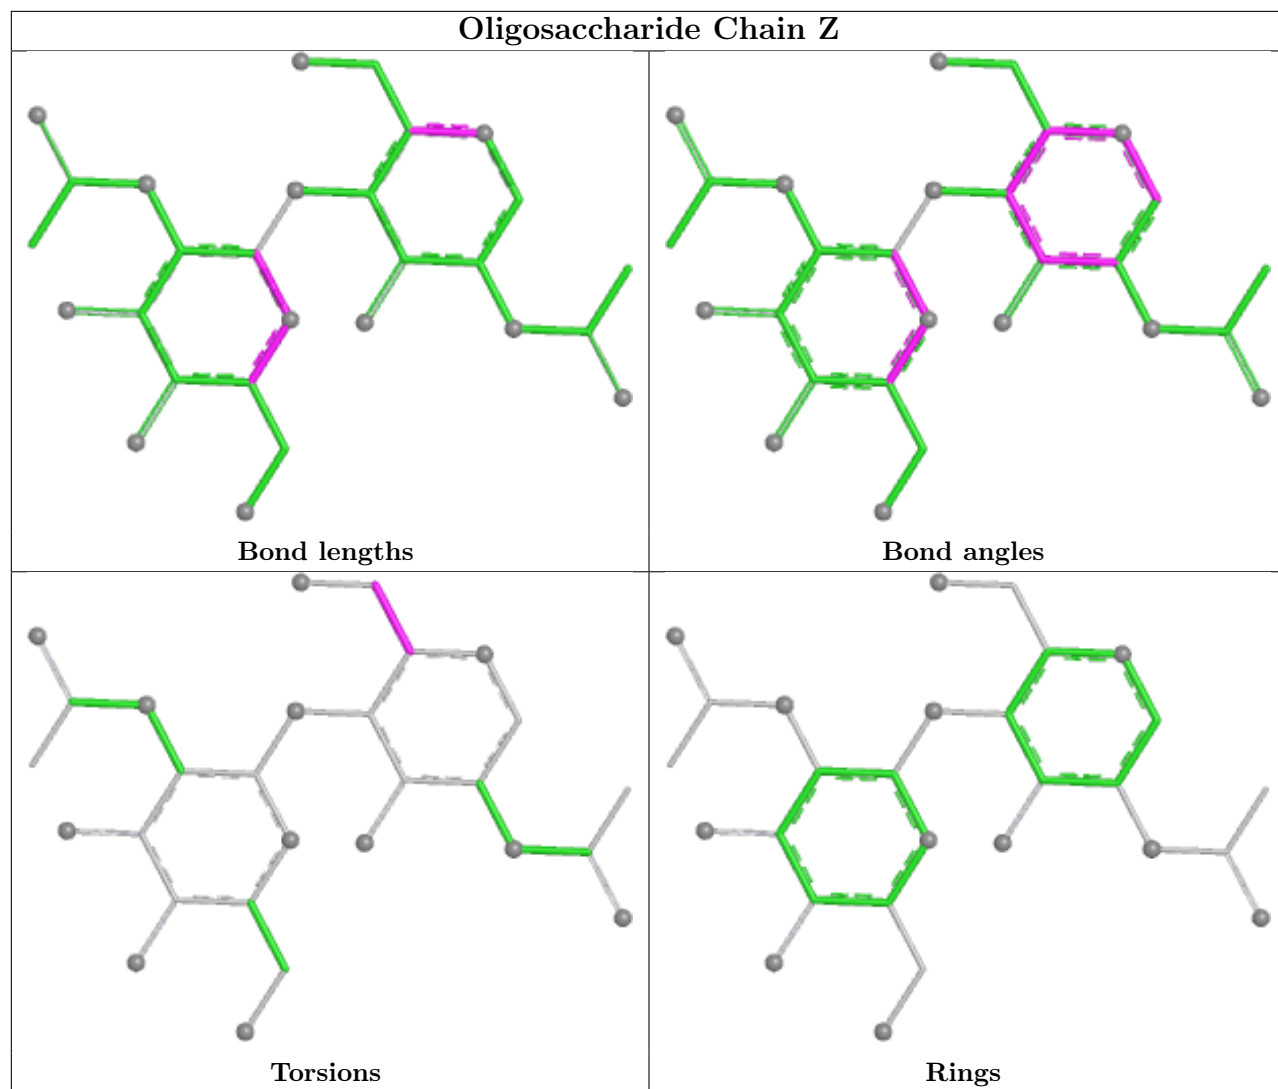 Oligosaccharide Chain Z
Bond lengths
Bond angles
Torsions
Rings